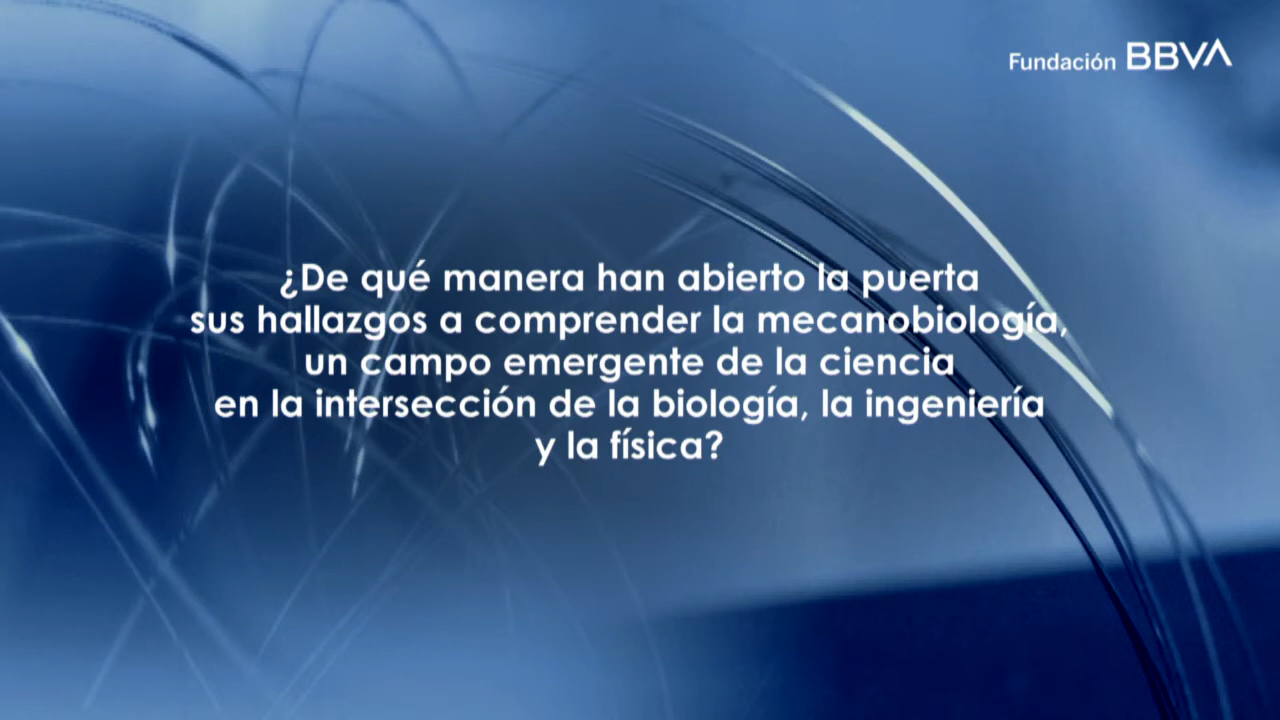 Fundación BBVA
¿De qué manera han abierto la puerta
sus hallazgos a comprender la mecanobiología,
un campo emergente de la ciencia
en la intersección de la biología, la ingeniería
y la física?